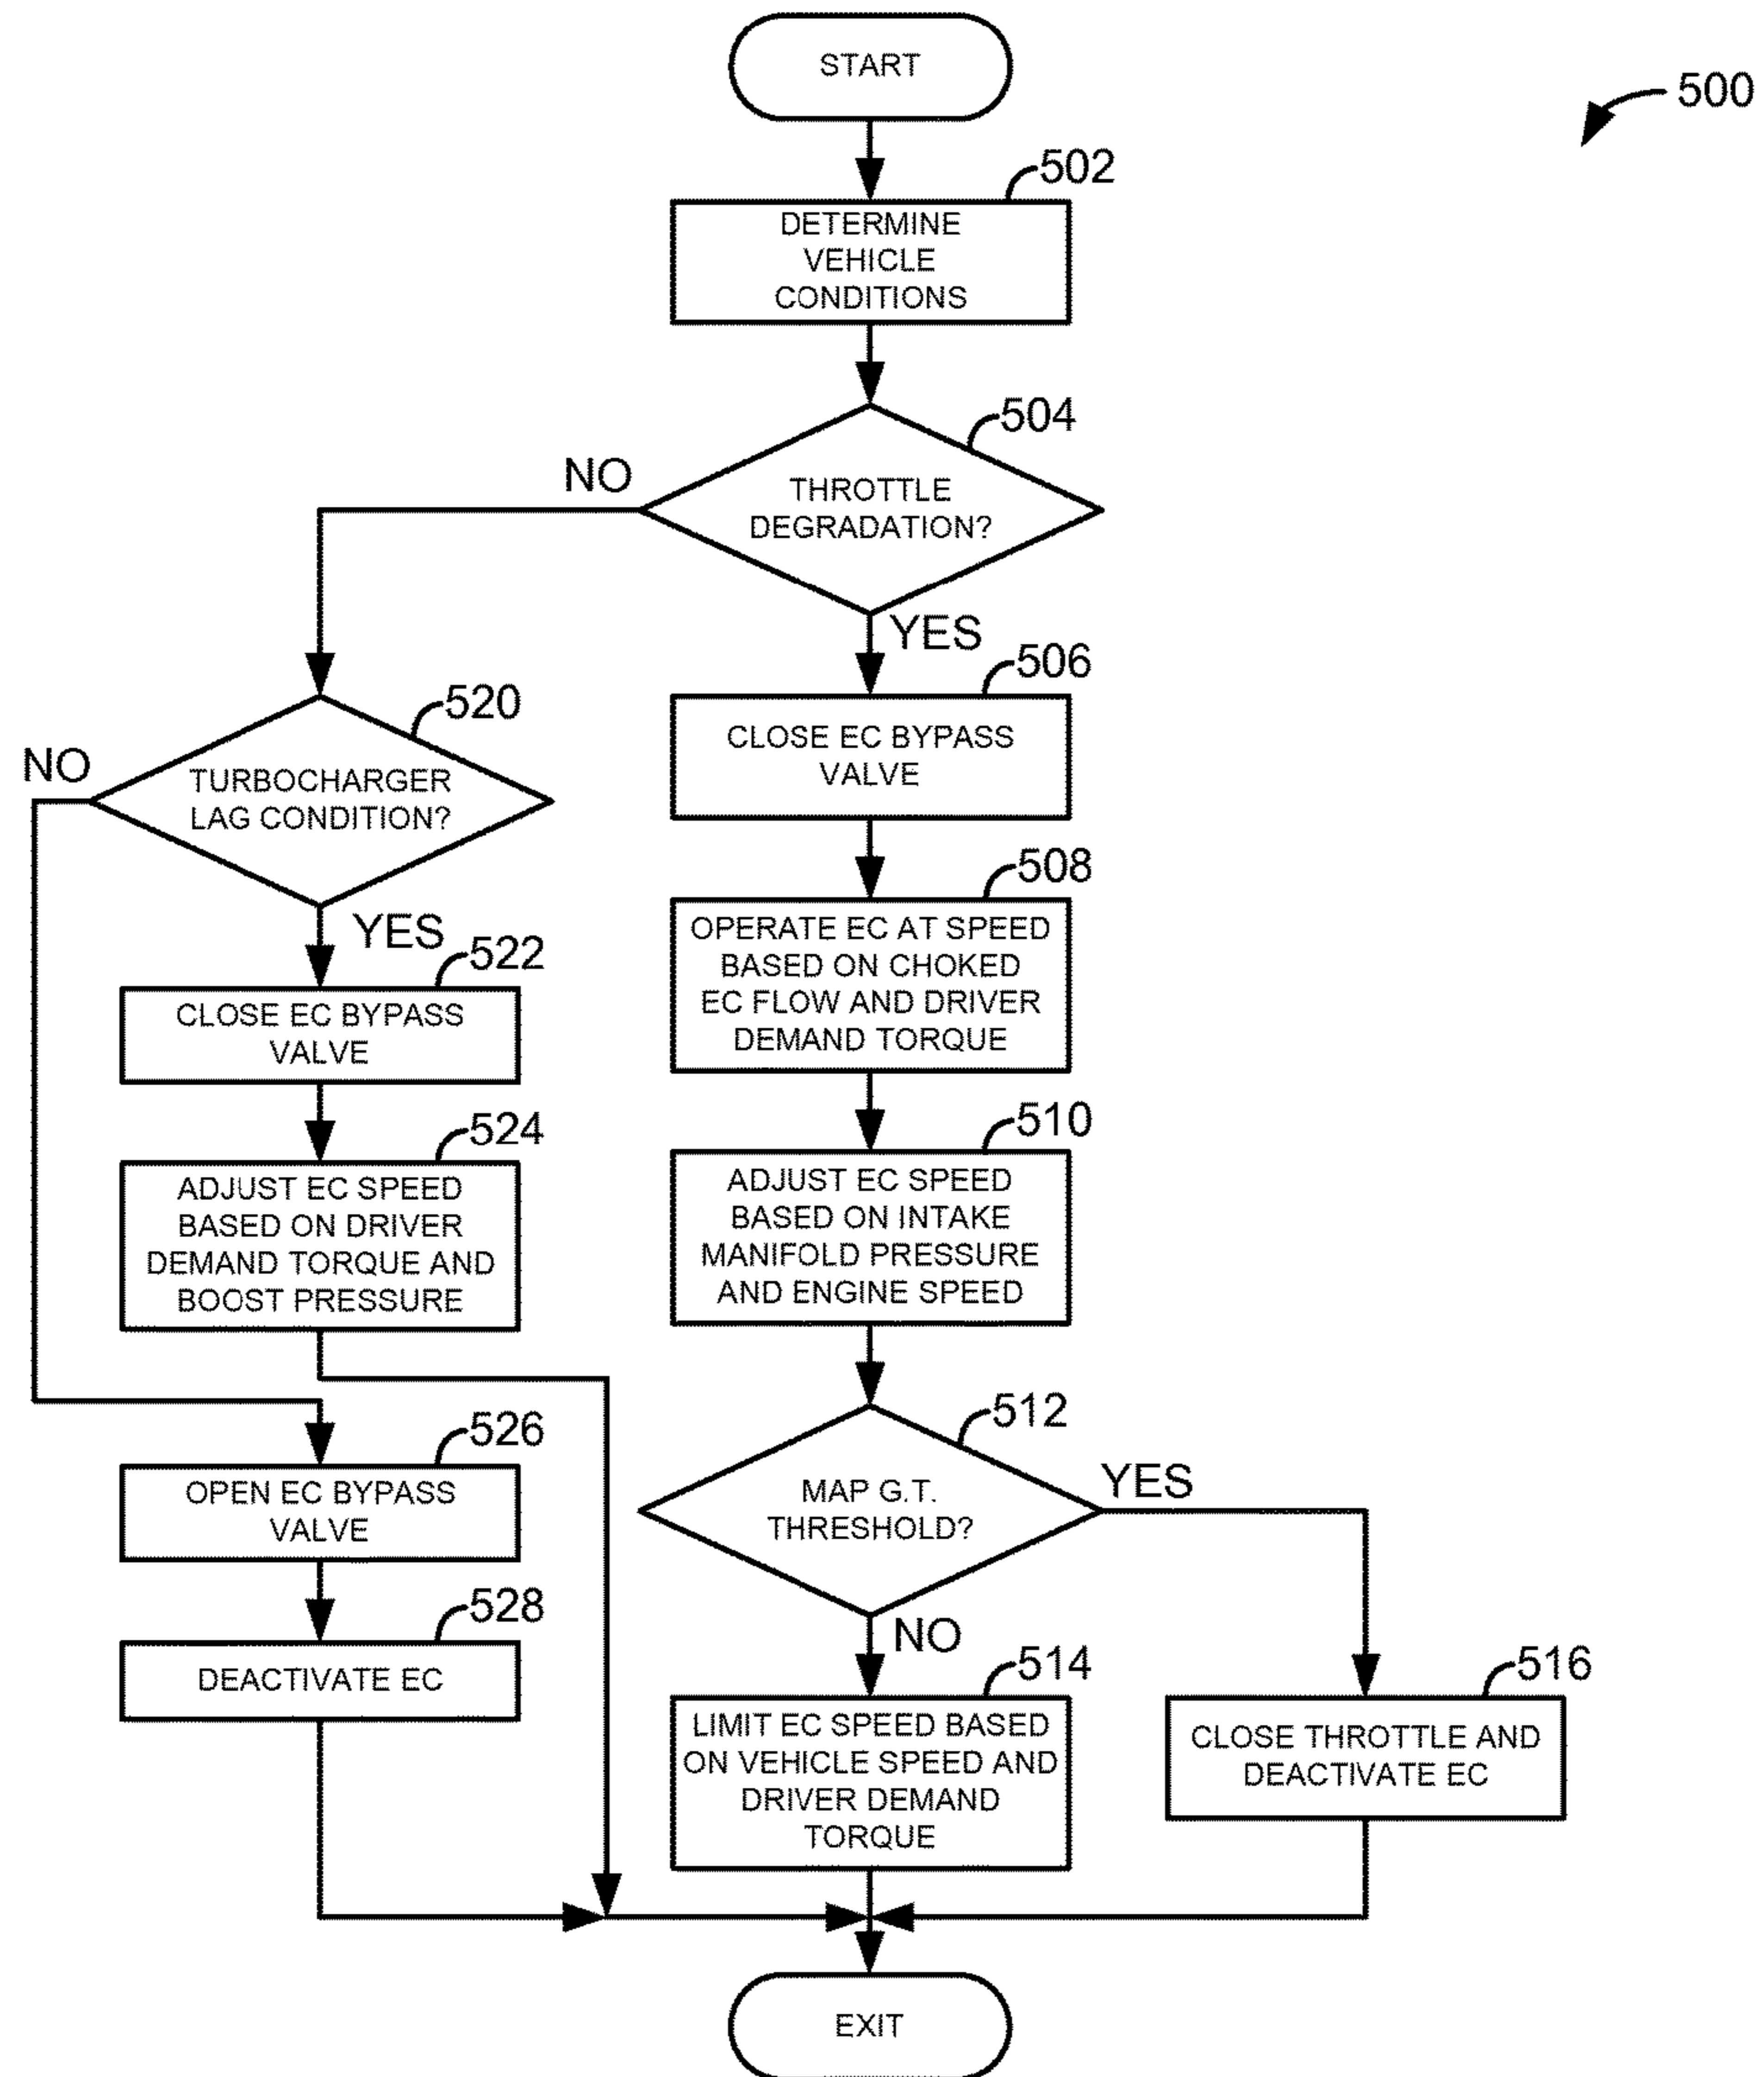 START
500
502
DETERMINE
VEHICLE
CONDITIONS
504
NO
THROTTLE
DEGRADATION?
YES
506
CLOSE EC BYPASS
VALVE
520
NO
TURBOCHARGER
LAG CONDITION?
YES
508
OPERATE EC AT SPEED
BASED ON CHOKED
EC FLOW AND DRIVER
DEMAND TORQUE
522
CLOSE EC BYPASS
VALVE
510
ADJUST EC SPEED
BASED ON INTAKE
MANIFOLD PRESSURE
AND ENGINE SPEED
524
ADJUST EC SPEED
BASED ON DRIVER
DEMAND TORQUE AND
BOOST PRESSURE
512
MAP G.T.
THRESHOLD?
YES
NO
526
OPEN EC BYPASS
VALVE
528
DEACTIVATE EC
514
LIMIT EC SPEED BASED
ON VEHICLE SPEED AND
DRIVER DEMAND
TORQUE
516
CLOSE THROTTLE AND
DEACTIVATE EC
EXIT